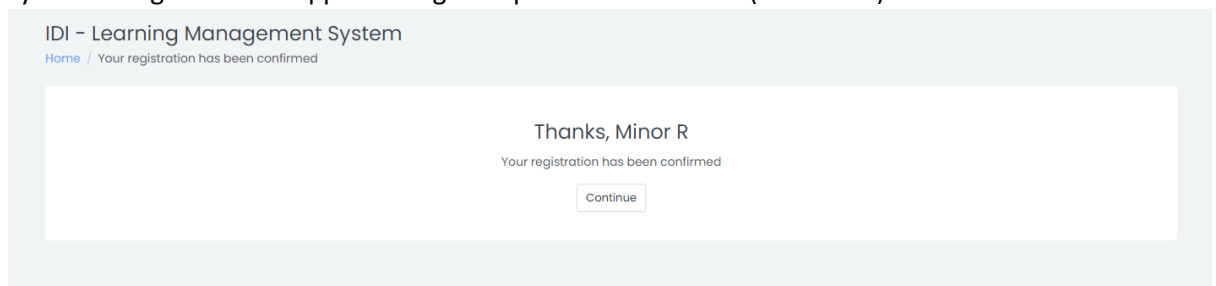 IDI - Learning Management System
Home / Your registration has been confirmed
Thanks, Minor R
Your registration has been confirmed
Continue